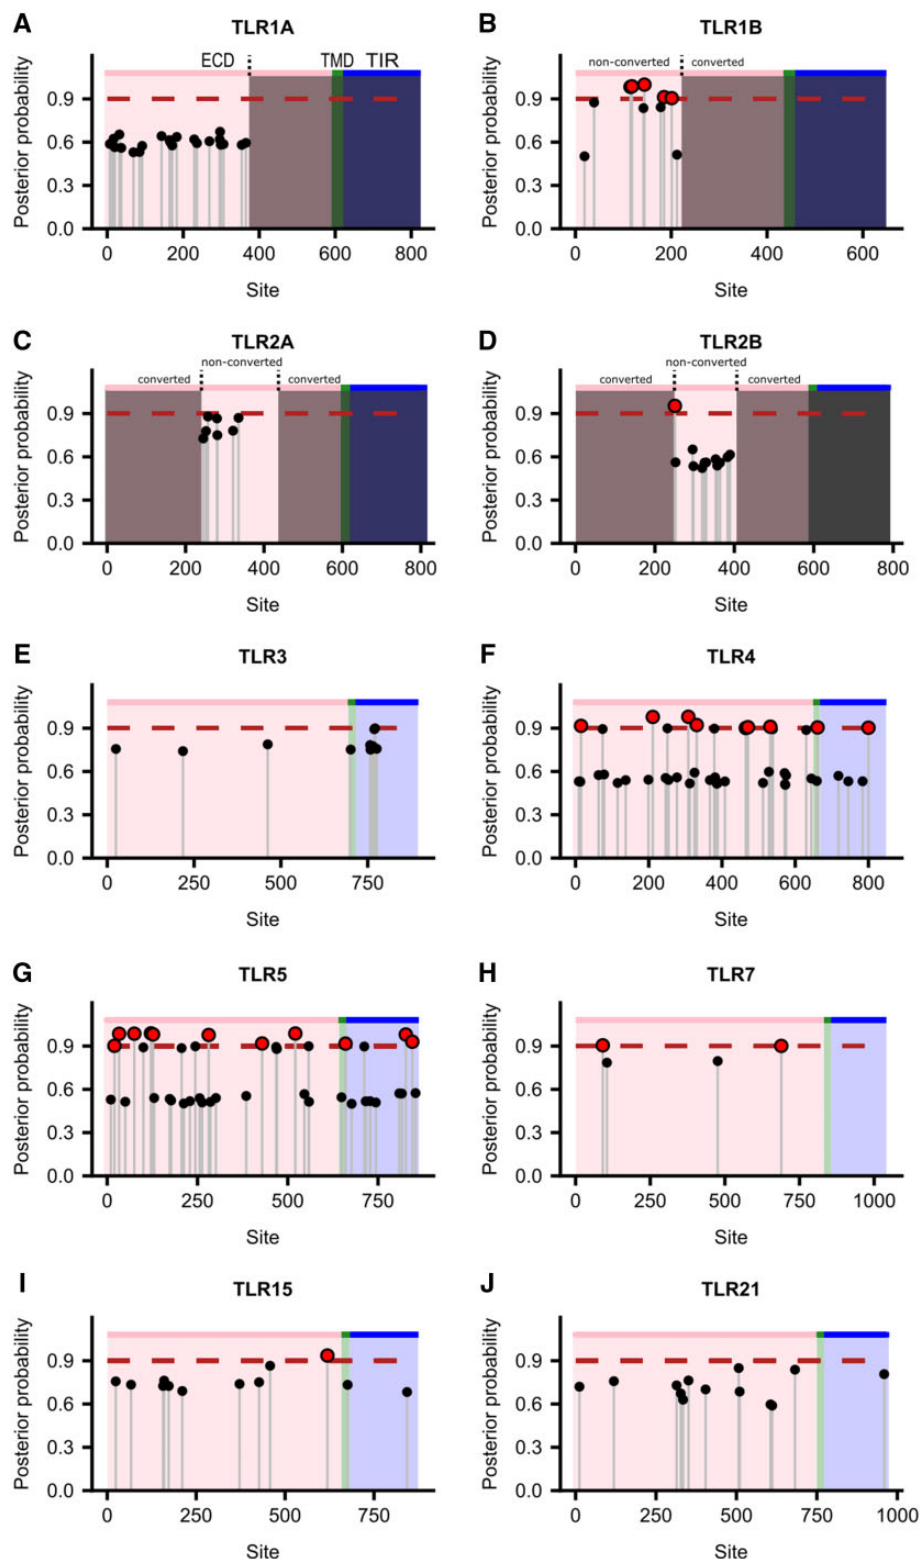 A
TLR1A
ECD
TMD
TIR
Posterior probability
0.9
0.6
0.3
0.0
0 200 400 600 800
Site
B
TLR1B
non-converted
converted
Posterior probability
0.9
0.6
0.3
0.0
0 200 400 600
Site
C
TLR2A
non-converted
converted
converted
Posterior probability
0.9
0.6
0.3
0.0
0 200 400 600 800
Site
D
TLR2B
non-converted
converted
converted
Posterior probability
0.9
0.6
0.3
0.0
0 200 400 600 800
Site
E
TLR3
Posterior probability
0.9
0.6
0.3
0.0
0 250 500 750
Site
F
TLR4
Posterior probability
0.9
0.6
0.3
0.0
0 200 400 600 800
Site
G
TLR5
Posterior probability
0.9
0.6
0.3
0.0
0 250 500 750
Site
H
TLR7
Posterior probability
0.9
0.6
0.3
0.0
0 250 500 750 1000
Site
I
TLR15
Posterior probability
0.9
0.6
0.3
0.0
0 250 500 750
Site
J
TLR21
Posterior probability
0.9
0.6
0.3
0.0
0 250 500 750 1000
Site